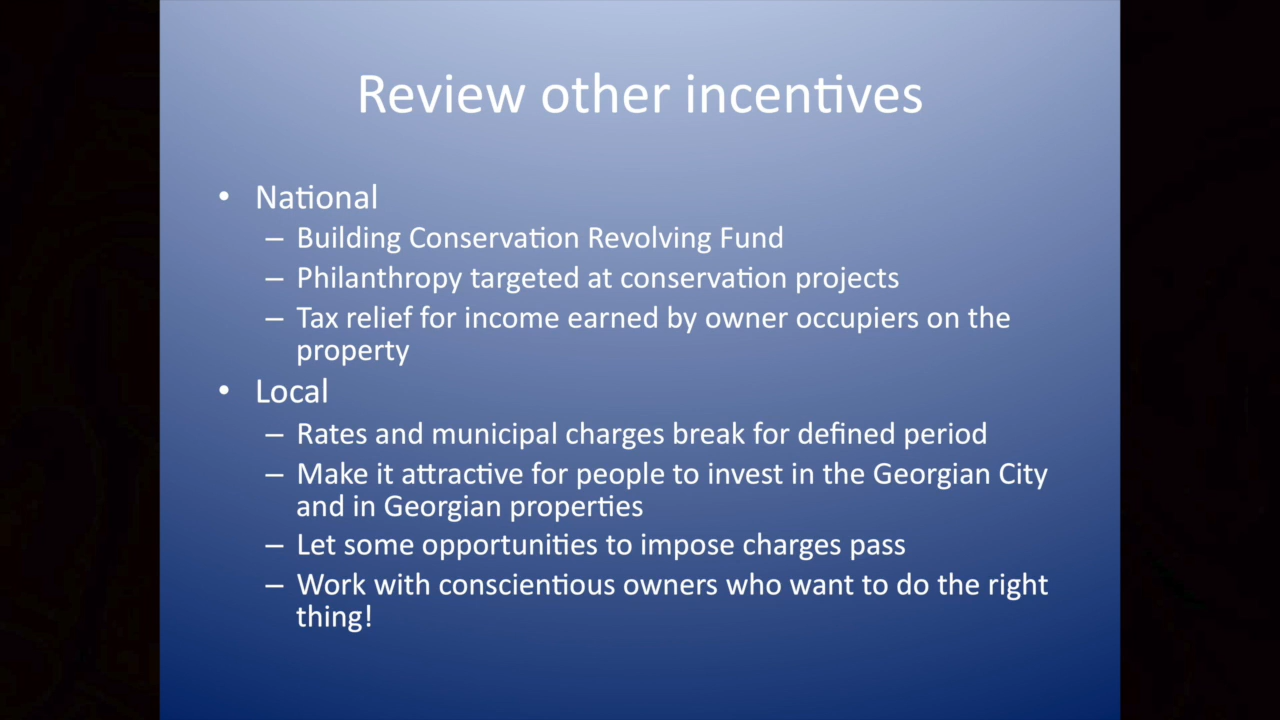 Review other incentives
• National
– Building Conservation Revolving Fund
– Philanthropy targeted at conservation projects
– Tax relief for income earned by owner occupiers on the
property
• Local
– Rates and municipal charges break for defined period
– Make it attractive for people to invest in the Georgian City
and in Georgian properties
– Let some opportunities to impose charges pass
– Work with conscientious owners who want to do the right
thing!